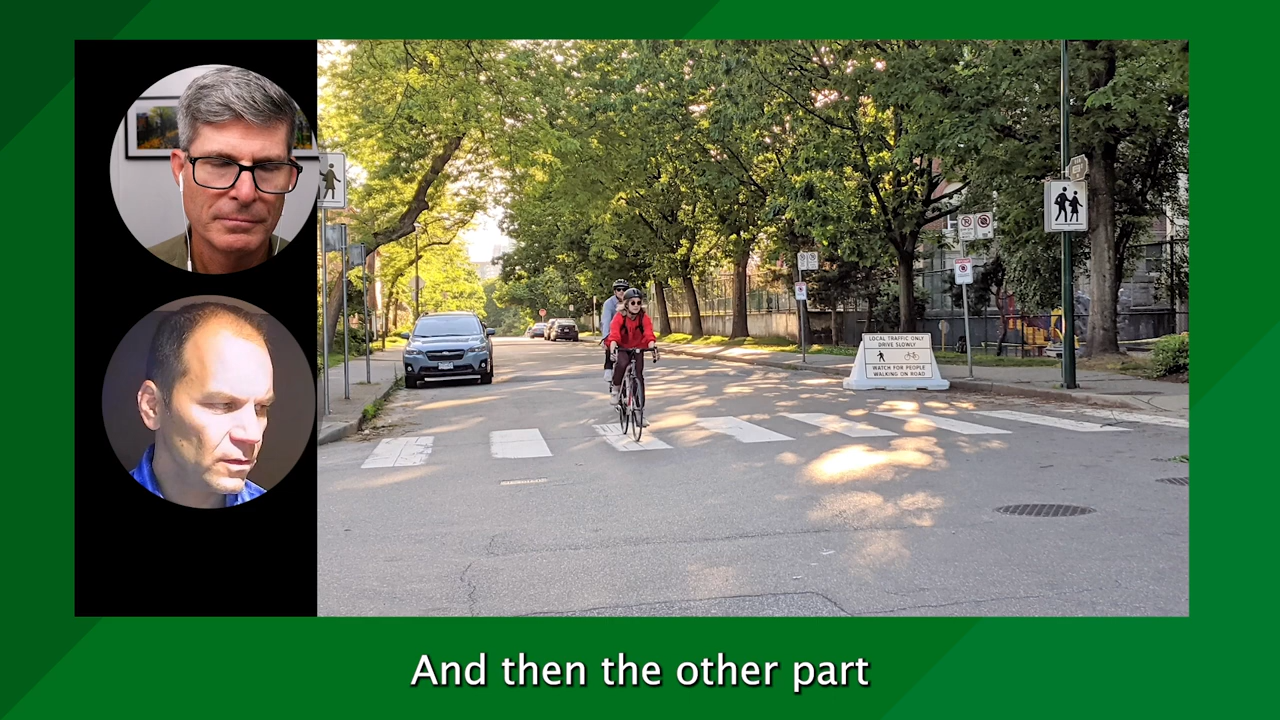 LOCAL TRAFFIC ONLY
DRIVE SLOWLY
WATCH FOR PEOPLE
WALKING ON ROAD
And then the other part